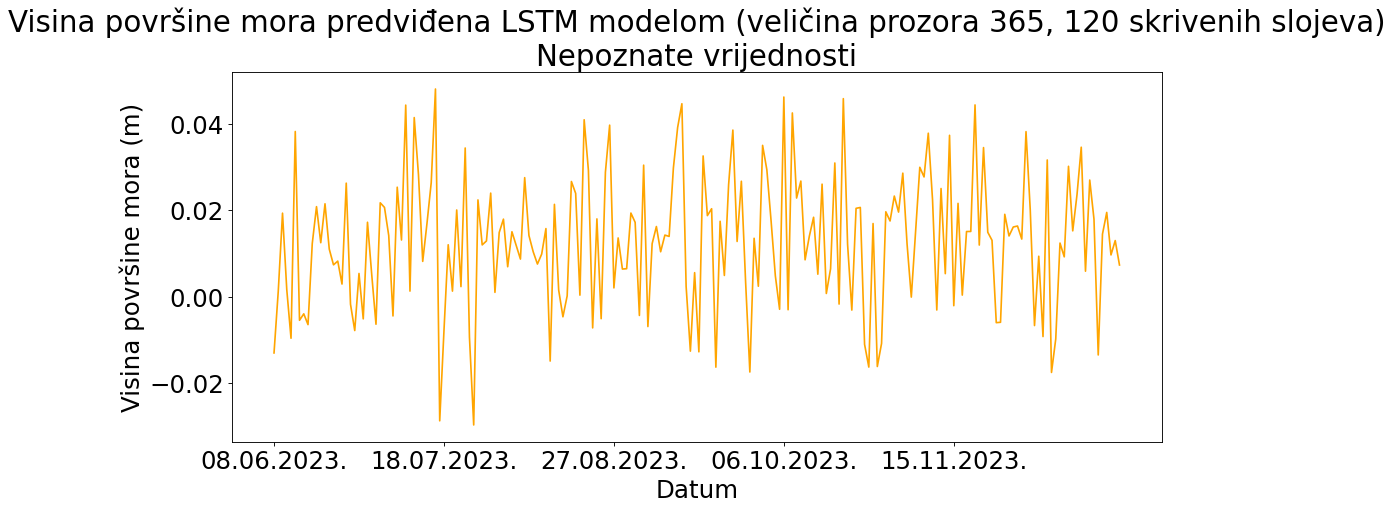 Visina površine mora predviđena LSTM modelom (veličina prozora 365, 120 skrivenih slojeva)
Nepoznate vrijednosti
Visina površine mora (m)
0.04
0.02
0.00
−0.02
08.06.2023. 18.07.2023. 27.08.2023. 06.10.2023. 15.11.2023.
Datum